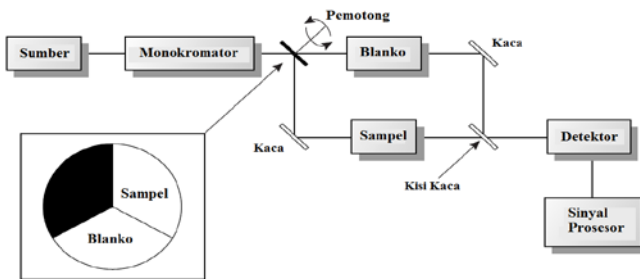 Pemotong
Sumber
Monokromator
Blanko
Kaca
Kaca
Sampel
Detektor
Kisi Kaca
Sampel
Blanko
Sinyal
Prosesor